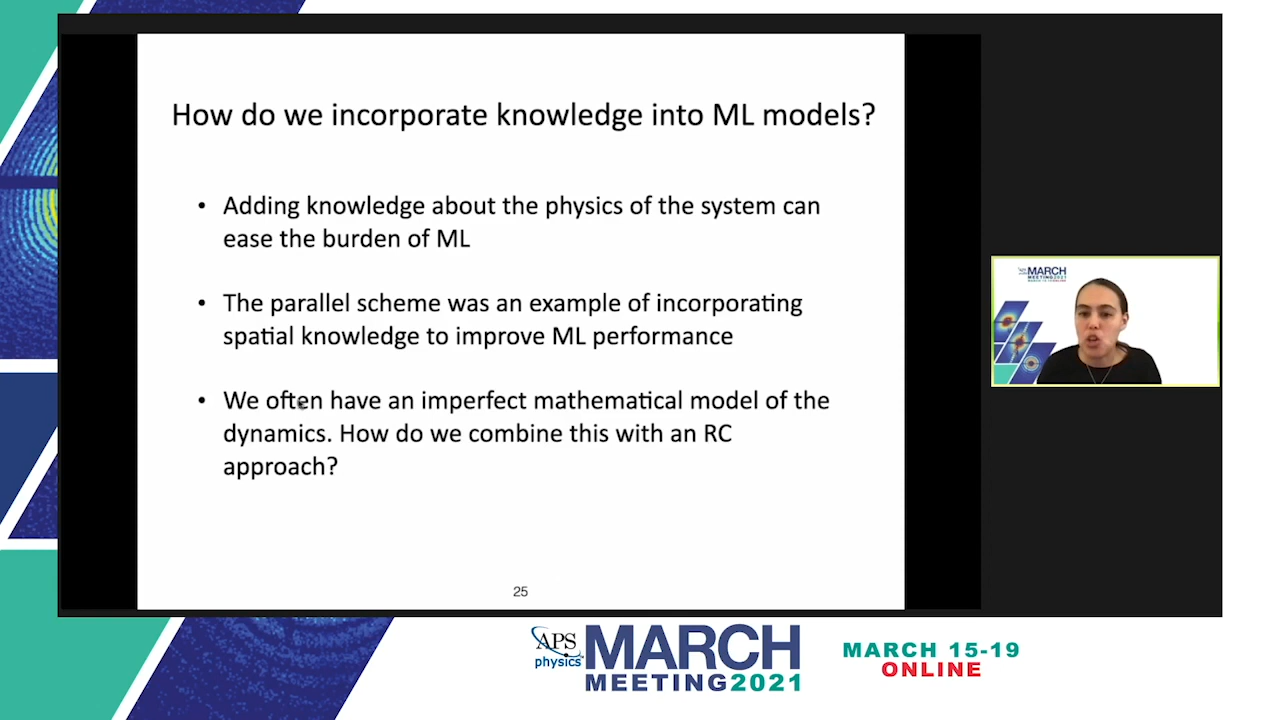 How do we incorporate knowledge into ML models?
• Adding knowledge about the physics of the system can
ease the burden of ML
• The parallel scheme was an example of incorporating
spatial knowledge to improve ML performance
• We often have an imperfect mathematical model of the
dynamics. How do we combine this with an RC
approach?
25
MARCH
MEETING2021
APS
physics
MARCH
MEETING2021
MARCH 15-19
ONLINE